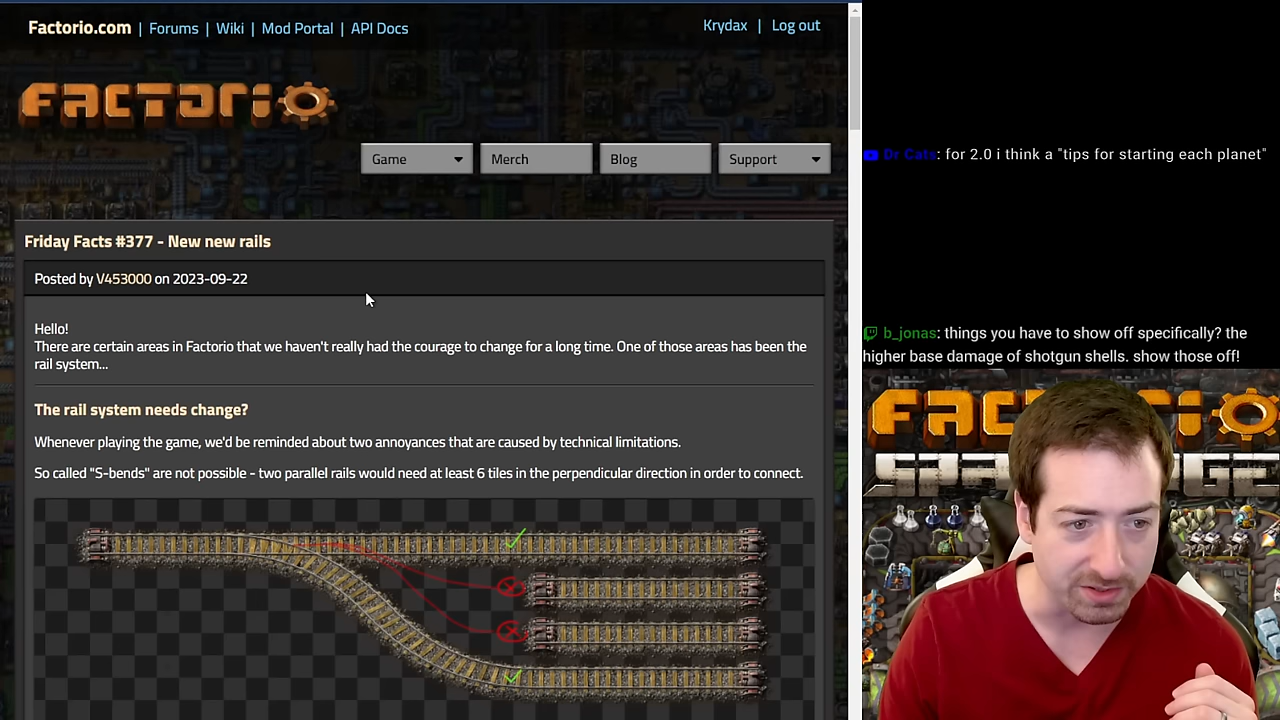 Factorio.com | Forums | Wiki | Mod Portal | API Docs
Krydax | Log out
FACTORIO
Game
Merch
Blog
Support
Friday Facts #377 - New new rails
Posted by V453000 on 2023-09-22
Hello!
There are certain areas in Factorio that we haven't really had the courage to change for a long time. One of those areas has been the
rail system...
The rail system needs change?
Whenever playing the game, we'd be reminded about two annoyances that are caused by technical limitations.
So called "S-bends" are not possible - two parallel rails would need at least 6 tiles in the perpendicular direction in order to connect.
Dr Cats: for 2.0 i think a "tips for starting each planet"
b_jonas: things you have to show off specifically? the
higher base damage of shotgun shells. show those off!